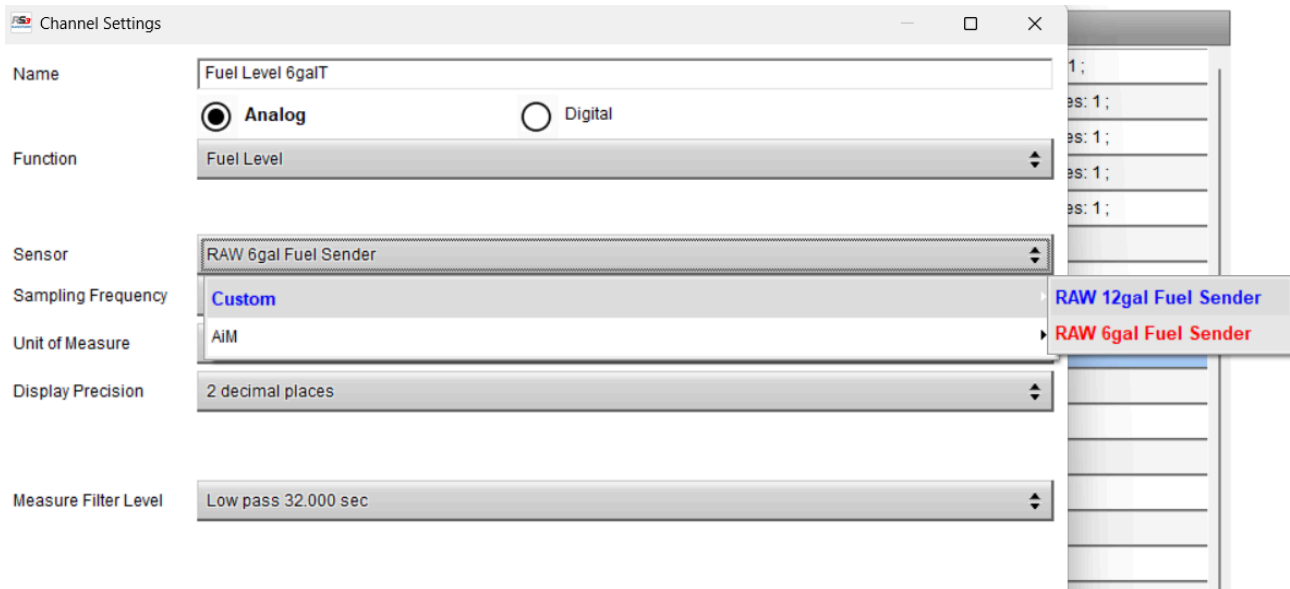 RS3 Channel Settings
Name Fuel Level 6galT
Analog Digital
Function Fuel Level
Sensor RAW 6gal Fuel Sender
Sampling Frequency
Custom
AiM
Unit of Measure
Display Precision 2 decimal places
Measure Filter Level Low pass 32.000 sec
RAW 12gal Fuel Sender
RAW 6gal Fuel Sender
1 ;
es: 1 ;
es: 1 ;
es: 1 ;
es: 1 ;